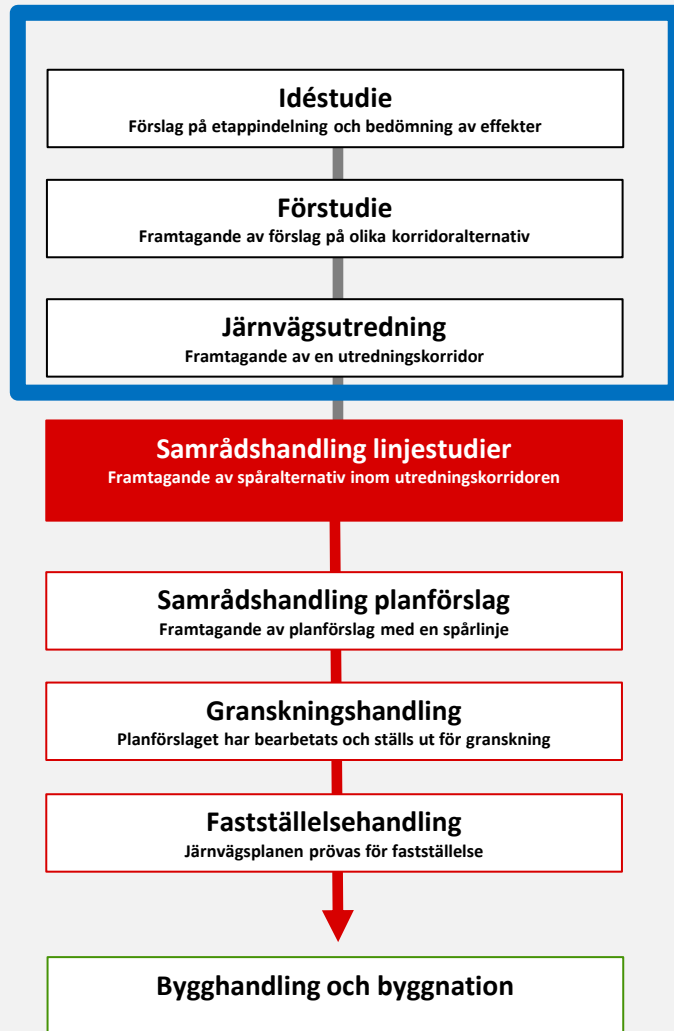 Idéstudie
Förslag på etappindelning och bedömning av effekter
Förstudie
Framtagande av förslag på olika korridoralternativ
Järnvägsutredning
Framtagande av en utredningskorridor
Samrådshandling linjestudier
Framtagande av spåralternativ inom utredningskorridoren
Samrådshandling planförslag
Framtagande av planförslag med en spårlinje
Granskningshandling
Planförslaget har bearbetats och ställs ut för granskning
Fastställelsehandling
Järnvägsplanen prövas för fastställelse
Bygghandling och byggnation